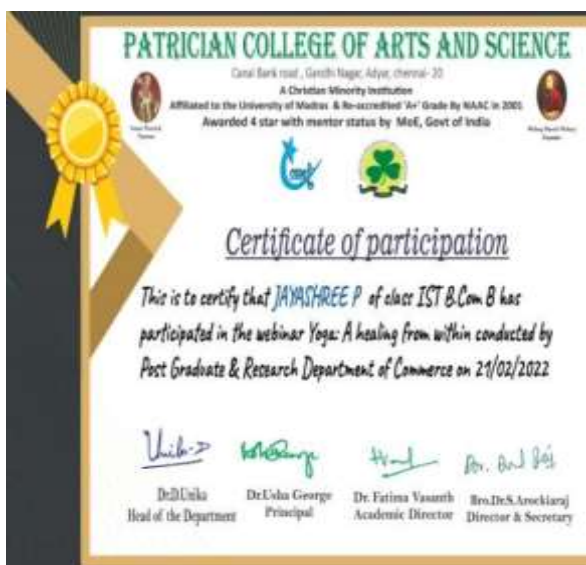 PATRICIAN COLLEGE OF ARTS AND SCIENCE
Canal Bank road , Gandhi Nagar, Adyar, chennai- 20
A Christian Minority Institution
Affiliated to the University of Madras & Re-accredited 'A+' Grade By NAAC in 2001
Awarded 4 star with mentor status by MoE, Govt of India
Certificate of participation
This is to certify that JAYASHREE P of class IST B.Com B has
participated in the webinar Yoga: A healing from within conducted by
Post Graduate & Research Department of Commerce on 21/02/2022
Dr.D.Unika
Head of the Department
Dr.Usha George
Principal
Dr. Fatima Vasanth
Academic Director
Bro.Dr.S.Arockiaraj
Director & Secretary